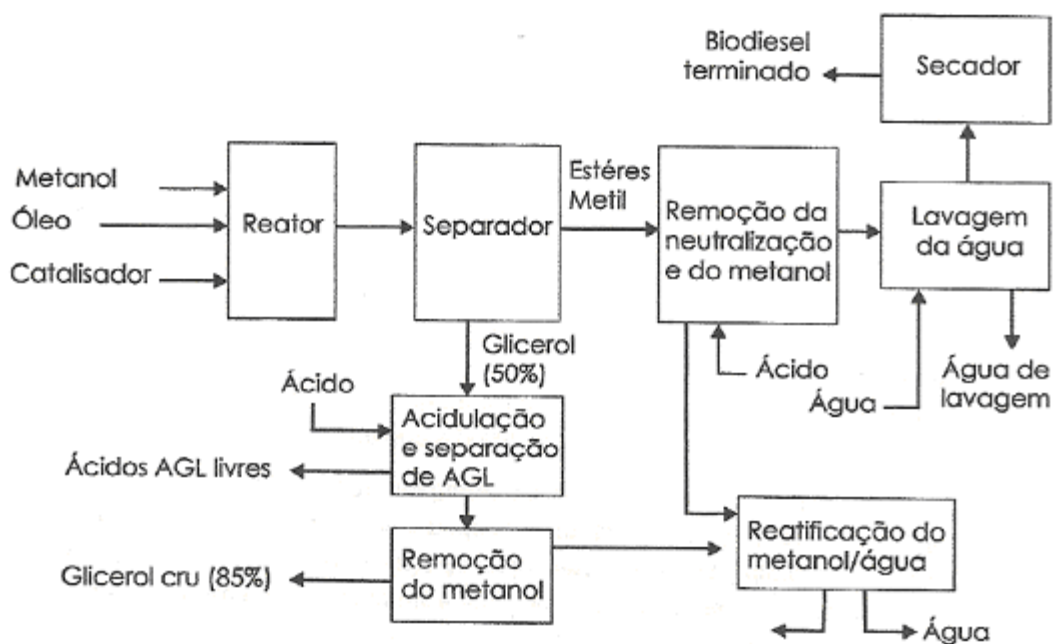 Biodiesel
terminado
Secador
Metanol
Óleo
Catalisador
Reator
Separador
Estéres
Metil
Remoção da
neutralização
e do metanol
Lavagem
da água
Glicerol
(50%)
Ácido
Água
Água de
lavagem
Ácido
Acidulação
e separação
de AGL
Ácidos AGL livres
Remoção
do metanol
Glicerol cru (85%)
Reatificação do
metanol/água
Água